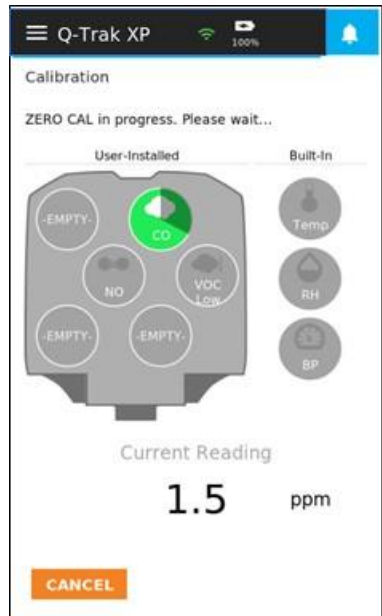 Q-Trak XP
100%
Calibration
ZERO CAL in progress. Please wait...
User-Installed
Built-In
-EMPTY-
CO
Temp
NO
VOC
Low
RH
-EMPTY-
-EMPTY-
BP
Current Reading
1.5 ppm
CANCEL